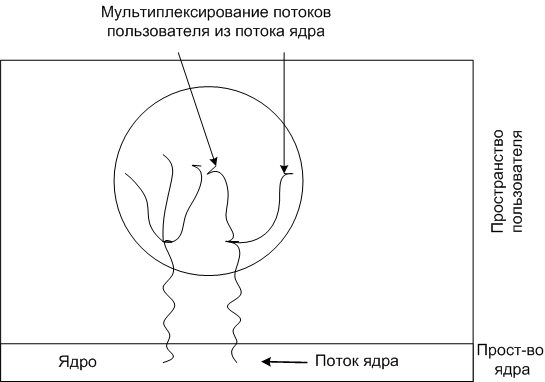 Мультиплексирование потоков
пользователя из потока ядра
Пространство
пользователя
Прост-во
ядра
Ядро
Поток ядра